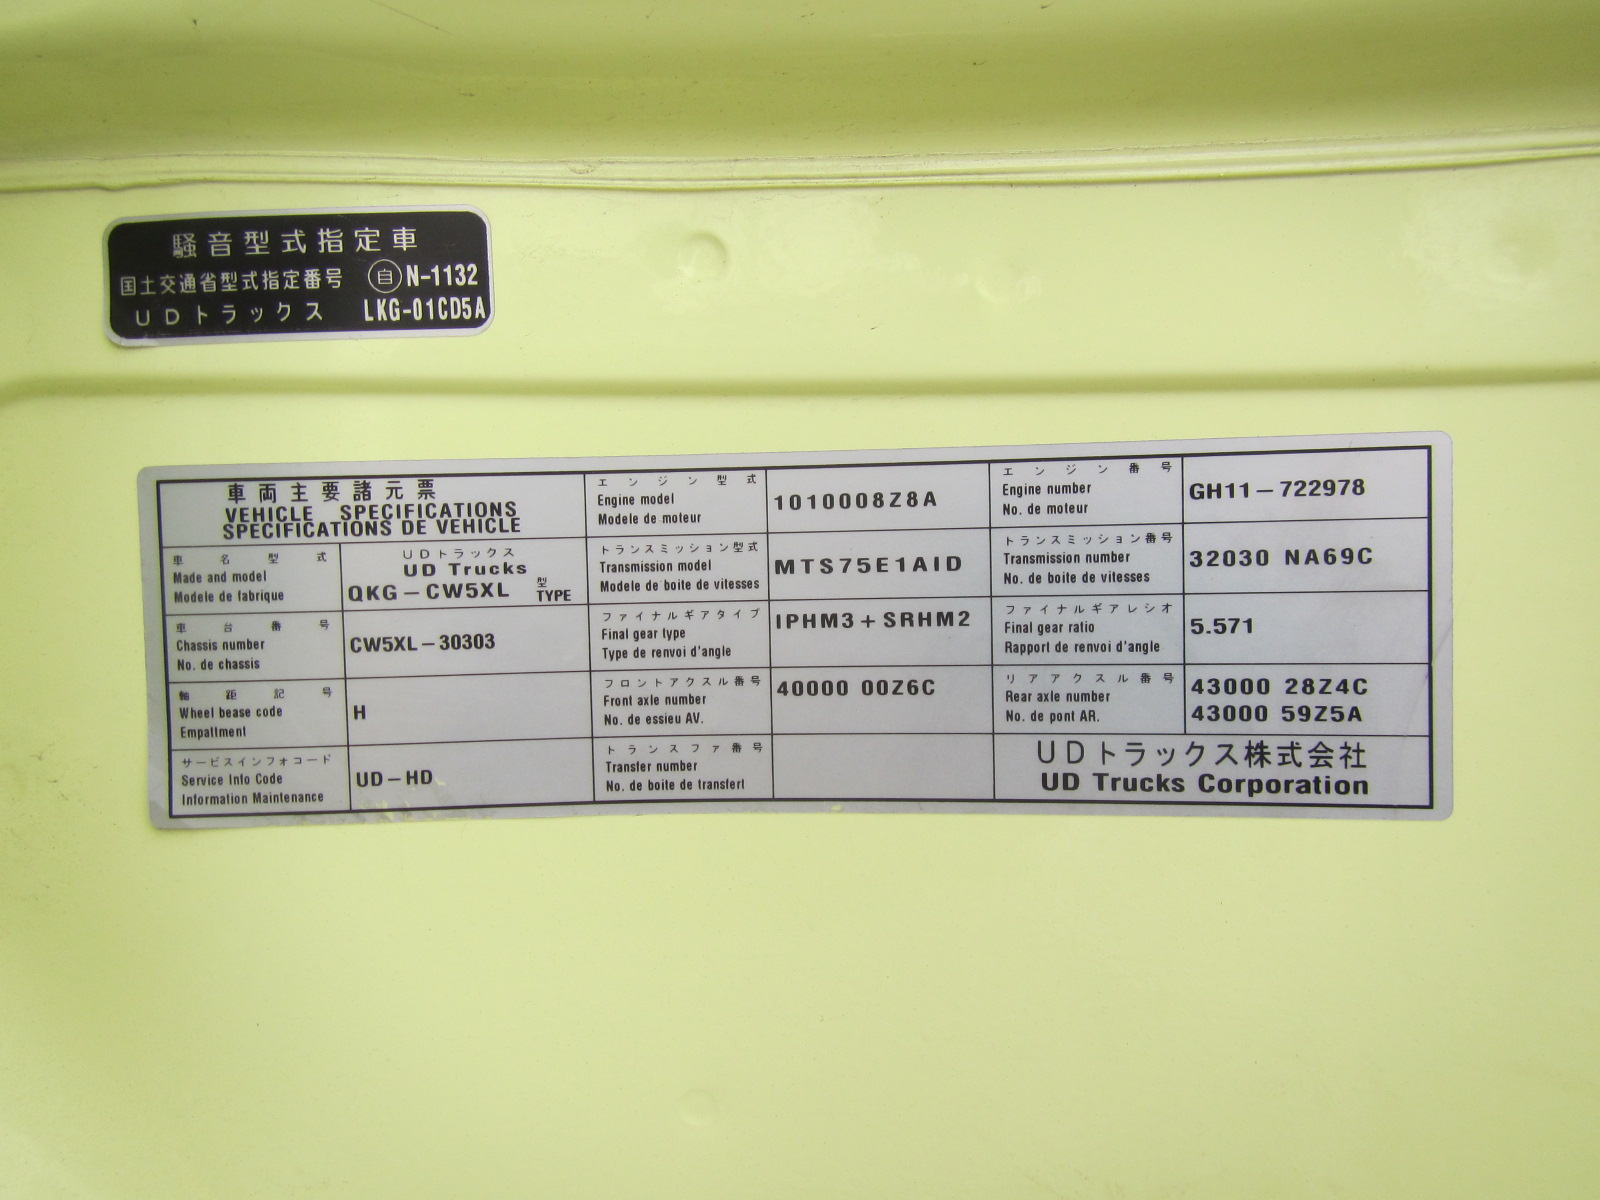 騒音型式指定車
国土交通省型式指定番号 自 N-1132
UDトラックス LKG-01CD5A
車両主要諸元票
VEHICLE SPECIFICATIONS
SPECIFICATIONS DE VEHICLE
車名型式
Made and model
Modele de fabrique
UDトラックス
UD Trucks
QKG-CW5XL 型 TYPE
車台番号
Chassis number
No. de chassis
CW5XL-30303
軸距記号
Wheel bease code
Empattment
H
サービスインフォコード
Service Info Code
Information Maintenance
UD-HD
エンジン型式
Engine model
Modele de moteur
1010008Z8A
トランスミッション型式
Transmission model
Modele de boite de vitesses
MTS75E1AID
ファイナルギアタイプ
Final gear type
Type de renvoi d'angle
IPHM3+SRHM2
フロントアクスル番号
Front axle number
No. de essieu AV.
40000 00Z6C
トランスファ番号
Transfer number
No. de boite de transfert
エンジン番号
Engine number
No. de moteur
GH11-722978
トランスミッション番号
Transmission number
No. de boite de vitesses
32030 NA69C
ファイナルギアレシオ
Final gear ratio
Rapport de renvoi d'angle
5.571
リアアクスル番号
Rear axle number
No. de pont AR.
43000 28Z4C
43000 59Z5A
UDトラックス株式会社
UD Trucks Corporation